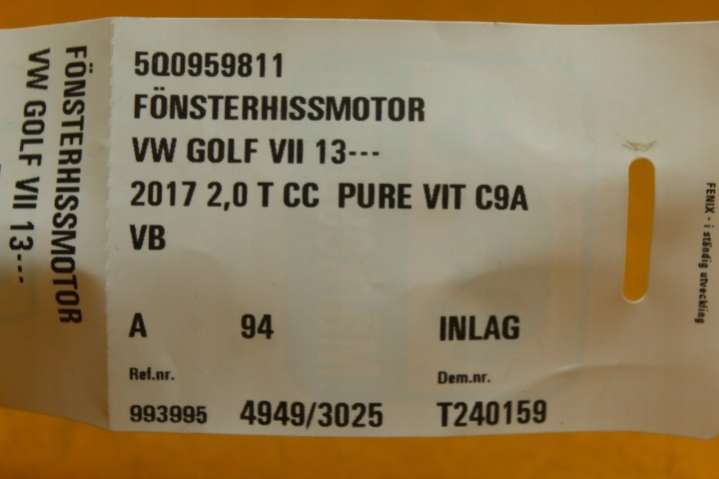 FÖNSTERHISSMOTOR
VW GOLF VII 13---
5Q0959811
FÖNSTERHISSMOTOR
VW GOLF VII 13---
2017 2,0 T CC PURE VIT C9A
VB
A 94 INLAG
Ref.nr. Dem.nr.
993995 4949/3025 T240159
FENIX - i ständig utveckling